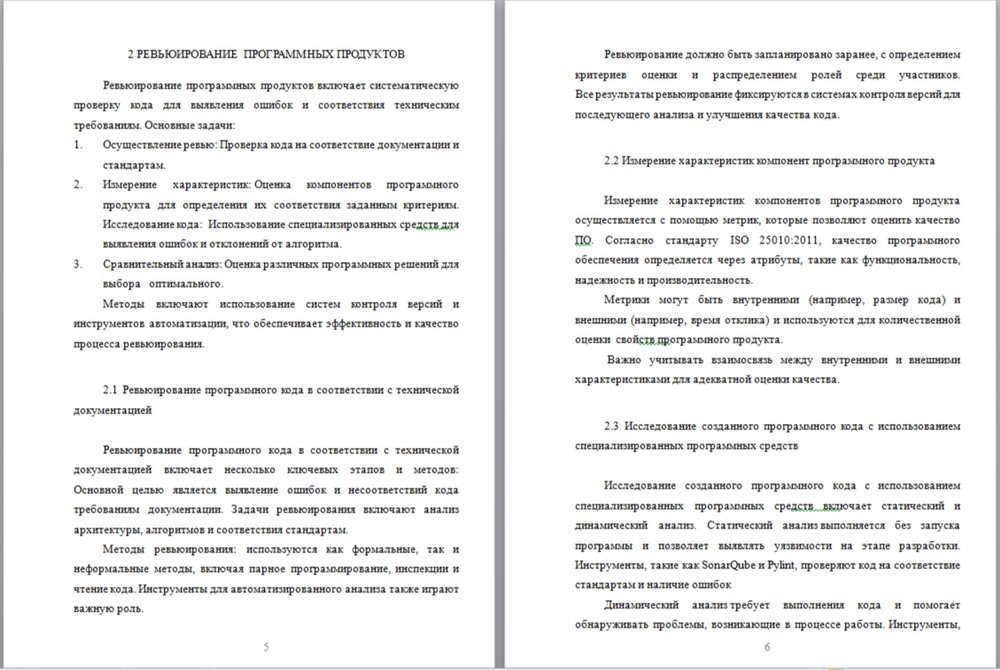 2 РЕВЬЮИРОВАНИЕ ПРОГРАММНЫХ ПРОДУКТОВ
Ревьюирование программных продуктов включает систематическую
проверку кода для выявления ошибок и соответствия техническим
требованиям. Основные задачи:
1. Осуществление ревью: Проверка кода на соответствие документации и
стандартам.
2. Измерение характеристик: Оценка компонентов программного
продукта для определения их соответствия заданным критериям.
Исследование кода: Использование специализированных средств для
выявления ошибок и отклонений от алгоритма.
3. Сравнительный анализ: Оценка различных программных решений для
выбора оптимального.
Методы включают использование систем контроля версий и
инструментов автоматизации, что обеспечивает эффективность и качество
процесса ревьюирования.
2.1 Ревьюирование программного кода в соответствии с технической
документацией
Ревьюирование программного кода в соответствии с технической
документацией включает несколько ключевых этапов и методов:
Основной целью является выявление ошибок и несоответствий кода
требованиям документации. Задачи ревьюирования включают анализ
архитектуры, алгоритмов и соответствия стандартам.
Методы ревьюирования: используются как формальные, так и
неформальные методы, включая парное программирование, инспекции и
чтение кода. Инструменты для автоматизированного анализа также играют
важную роль.
5
Ревьюирование должно быть запланировано заранее, с определением
критериев оценки и распределением ролей среди участников.
Все результаты ревьюирование фиксируются в системах контроля версий для
последующего анализа и улучшения качества кода.
2.2 Измерение характеристик компонент программного продукта
Измерение характеристик компонентов программного продукта
осуществляется с помощью метрик, которые позволяют оценить качество
ПО. Согласно стандарту ISO 25010:2011, качество программного
обеспечения определяется через атрибуты, такие как функциональность,
надежность и производительность.
Метрики могут быть внутренними (например, размер кода) и
внешними (например, время отклика) и используются для количественной
оценки свойств программного продукта.
Важно учитывать взаимосвязь между внутренними и внешними
характеристиками для адекватной оценки качества.
2.3 Исследование созданного программного кода с использованием
специализированных программных средств
Исследование созданного программного кода с использованием
специализированных программных средств включает статический и
динамический анализ. Статический анализ выполняется без запуска
программы и позволяет выявлять уязвимости на этапе разработки.
Инструменты, такие как SonarQube и Pylint, проверяют код на соответствие
стандартам и наличие ошибок
Динамический анализ требует выполнения кода и помогает
обнаруживать проблемы, возникающие в процессе работы. Инструменты,
6